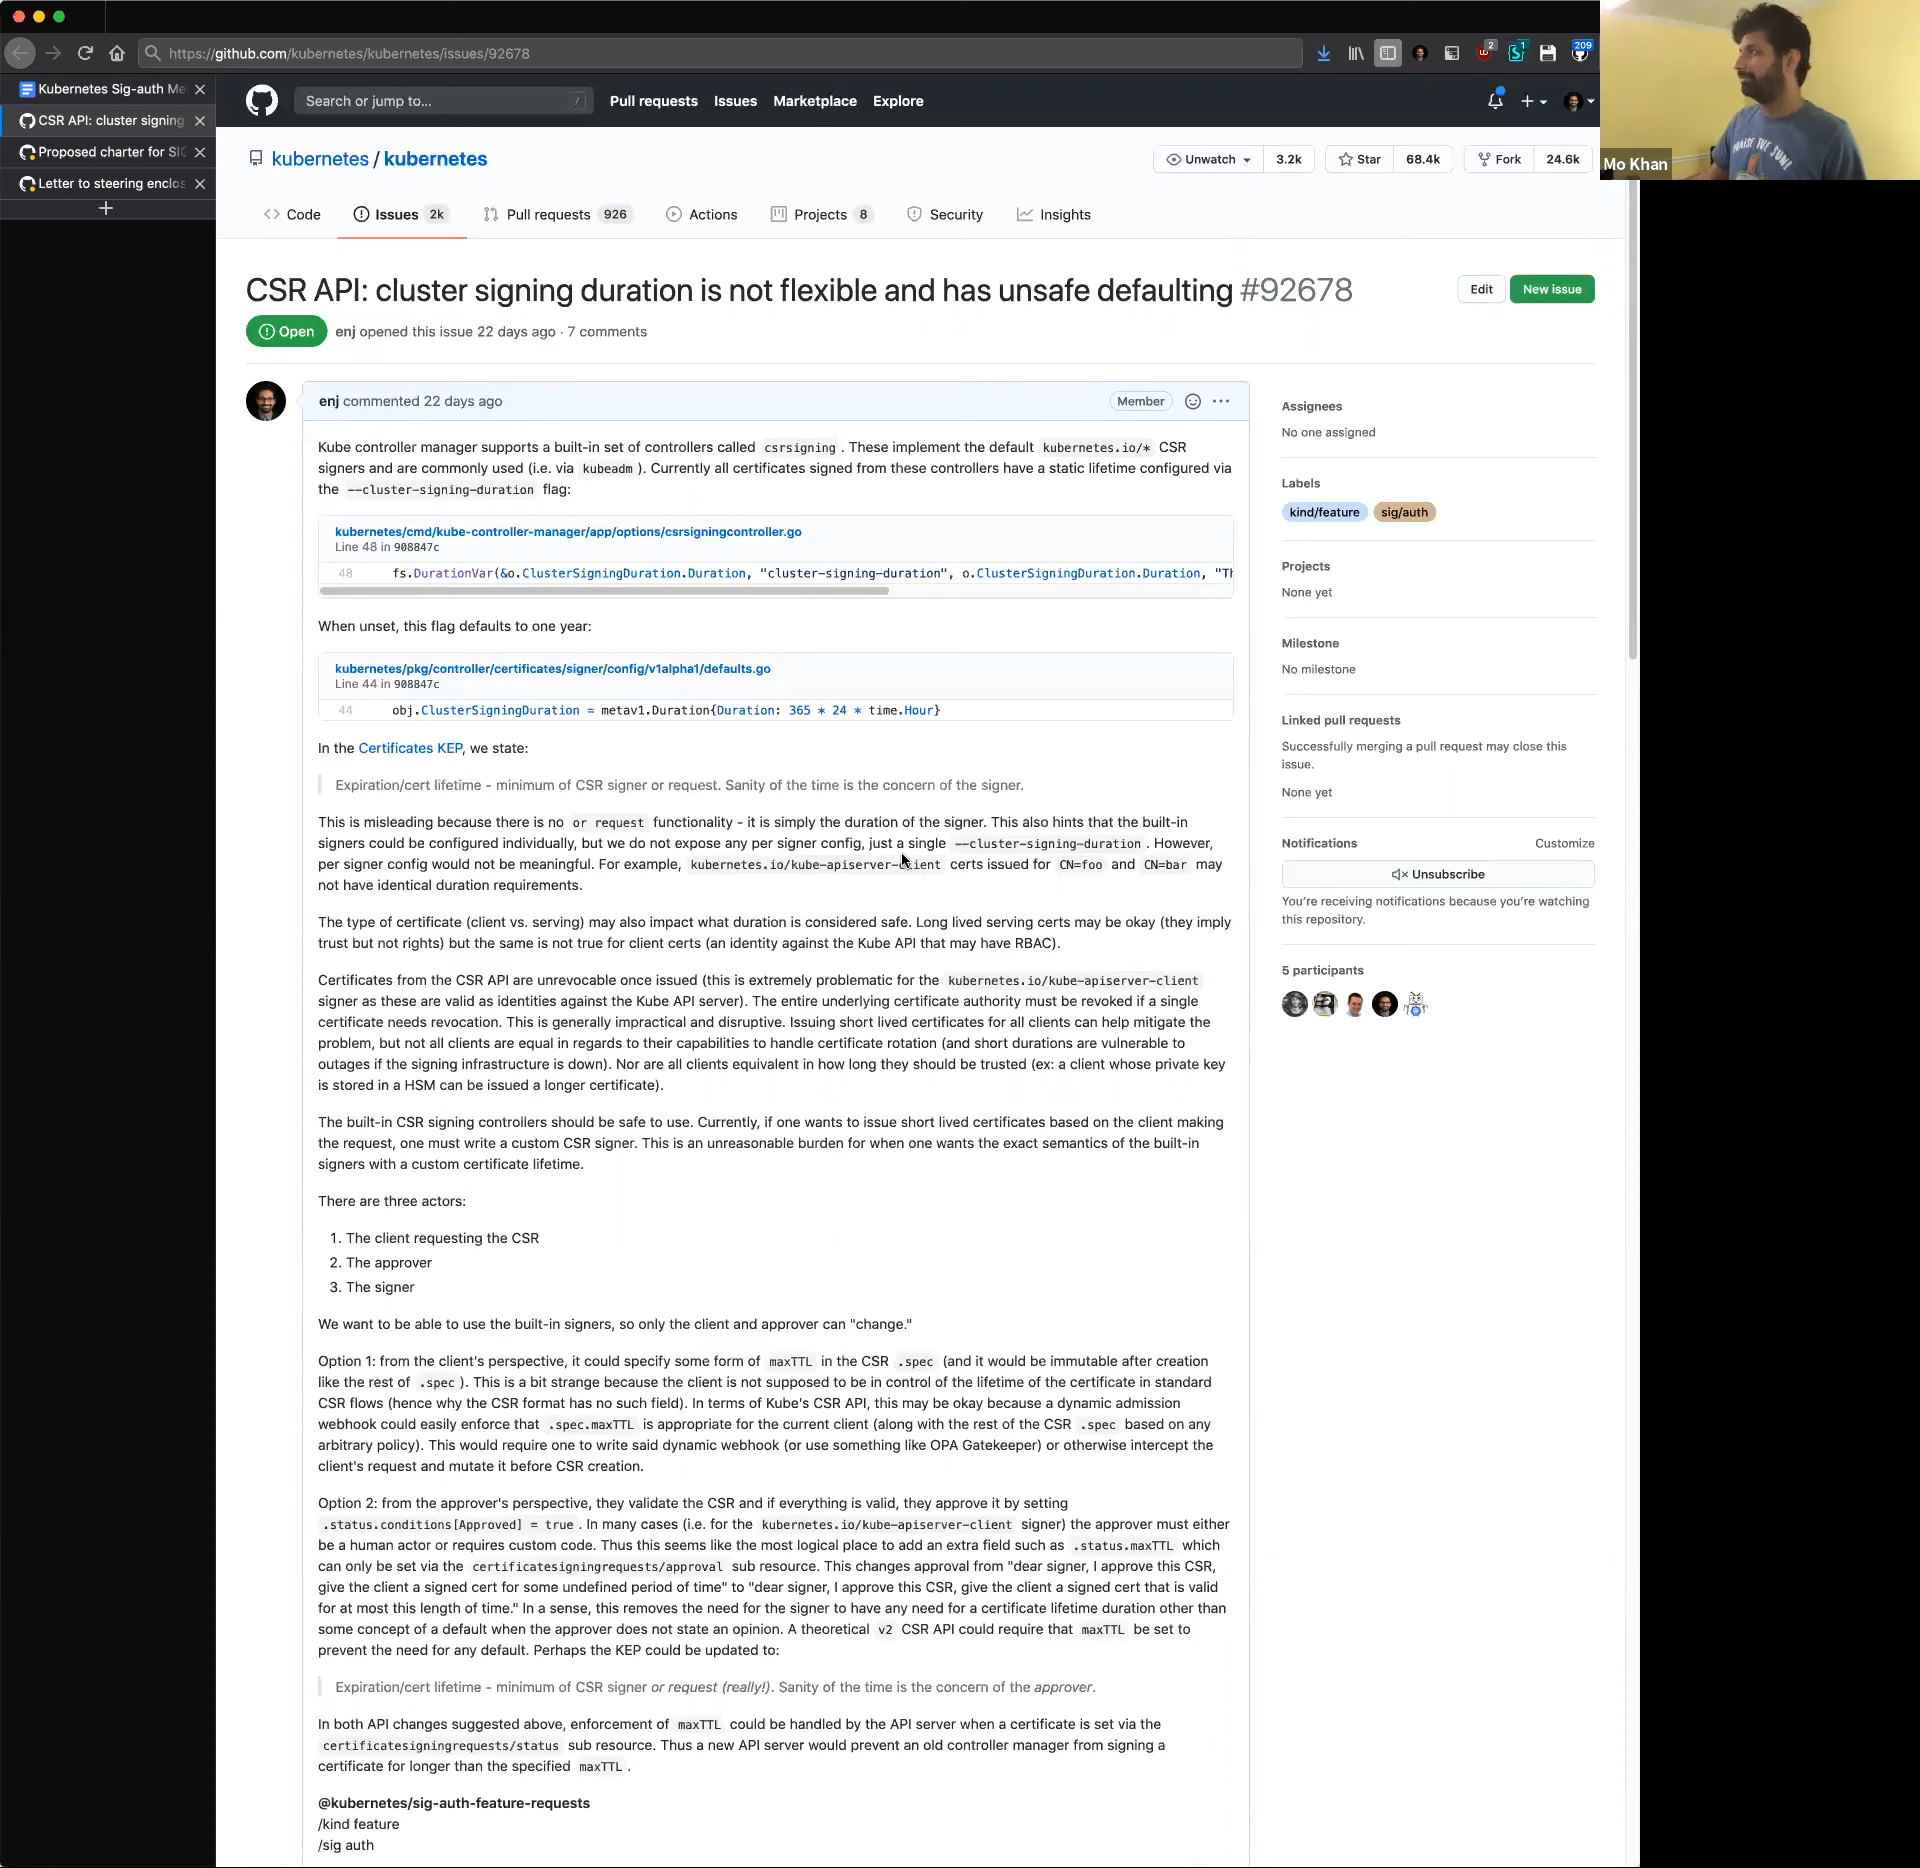 https://github.com/kubernetes/kubernetes/issues/92678
2
1
209
Kubernetes Sig-auth Me
CSR API: cluster signing
Proposed charter for SIG
Letter to steering enclos
Search or jump to...
/
Pull requests
Issues
Marketplace
Explore
Mo Khan
PRAISE THE SUN!
kubernetes / kubernetes
Unwatch
3.2k
Star
68.4k
Fork
24.6k
Code
Issues 2k
Pull requests 926
Actions
Projects 8
Security
Insights
CSR API: cluster signing duration is not flexible and has unsafe defaulting #92678
Edit
New issue
Open
enj opened this issue 22 days ago · 7 comments
enj commented 22 days ago
Member
Kube controller manager supports a built-in set of controllers called csrsigning . These implement the default kubernetes.io/* CSR
signers and are commonly used (i.e. via kubeadm ). Currently all certificates signed from these controllers have a static lifetime configured via
the --cluster-signing-duration flag:
kubernetes/cmd/kube-controller-manager/app/options/csrsigningcontroller.go
Line 48 in 908847c
48 fs.DurationVar(&o.ClusterSigningDuration.Duration, "cluster-signing-duration", o.ClusterSigningDuration.Duration, "Th
When unset, this flag defaults to one year:
kubernetes/pkg/controller/certificates/signer/config/v1alpha1/defaults.go
Line 44 in 908847c
44 obj.ClusterSigningDuration = metav1.Duration{Duration: 365 * 24 * time.Hour}
In the Certificates KEP, we state:
Expiration/cert lifetime - minimum of CSR signer or request. Sanity of the time is the concern of the signer.
This is misleading because there is no or request functionality - it is simply the duration of the signer. This also hints that the built-in
signers could be configured individually, but we do not expose any per signer config, just a single --cluster-signing-duration . However,
per signer config would not be meaningful. For example, kubernetes.io/kube-apiserver-client certs issued for CN=foo and CN=bar may
not have identical duration requirements.
The type of certificate (client vs. serving) may also impact what duration is considered safe. Long lived serving certs may be okay (they imply
trust but not rights) but the same is not true for client certs (an identity against the Kube API that may have RBAC).
Certificates from the CSR API are unrevocable once issued (this is extremely problematic for the kubernetes.io/kube-apiserver-client
signer as these are valid as identities against the Kube API server). The entire underlying certificate authority must be revoked if a single
certificate needs revocation. This is generally impractical and disruptive. Issuing short lived certificates for all clients can help mitigate the
problem, but not all clients are equal in regards to their capabilities to handle certificate rotation (and short durations are vulnerable to
outages if the signing infrastructure is down). Nor are all clients equivalent in how long they should be trusted (ex: a client whose private key
is stored in a HSM can be issued a longer certificate).
The built-in CSR signing controllers should be safe to use. Currently, if one wants to issue short lived certificates based on the client making
the request, one must write a custom CSR signer. This is an unreasonable burden for when one wants the exact semantics of the built-in
signers with a custom certificate lifetime.
There are three actors:
1. The client requesting the CSR
2. The approver
3. The signer
We want to be able to use the built-in signers, so only the client and approver can "change."
Option 1: from the client's perspective, it could specify some form of maxTTL in the CSR .spec (and it would be immutable after creation
like the rest of .spec ). This is a bit strange because the client is not supposed to be in control of the lifetime of the certificate in standard
CSR flows (hence why the CSR format has no such field). In terms of Kube's CSR API, this may be okay because a dynamic admission
webhook could easily enforce that .spec.maxTTL is appropriate for the current client (along with the rest of the CSR .spec based on any
arbitrary policy). This would require one to write said dynamic webhook (or use something like OPA Gatekeeper) or otherwise intercept the
client's request and mutate it before CSR creation.
Option 2: from the approver's perspective, they validate the CSR and if everything is valid, they approve it by setting
.status.conditions[Approved] = true . In many cases (i.e. for the kubernetes.io/kube-apiserver-client signer) the approver must either
be a human actor or requires custom code. Thus this seems like the most logical place to add an extra field such as .status.maxTTL which
can only be set via the certificatesigningrequests/approval sub resource. This changes approval from "dear signer, I approve this CSR,
give the client a signed cert for some undefined period of time" to "dear signer, I approve this CSR, give the client a signed cert that is valid
for at most this length of time." In a sense, this removes the need for the signer to have any need for a certificate lifetime duration other than
some concept of a default when the approver does not state an opinion. A theoretical v2 CSR API could require that maxTTL be set to
prevent the need for any default. Perhaps the KEP could be updated to:
Expiration/cert lifetime - minimum of CSR signer or request (really!). Sanity of the time is the concern of the approver.
In both API changes suggested above, enforcement of maxTTL could be handled by the API server when a certificate is set via the
certificatesigningrequests/status sub resource. Thus a new API server would prevent an old controller manager from signing a
certificate for longer than the specified maxTTL .
@kubernetes/sig-auth-feature-requests
/kind feature
/sig auth
Assignees
No one assigned
Labels
kind/feature
sig/auth
Projects
None yet
Milestone
No milestone
Linked pull requests
Successfully merging a pull request may close this
issue.
None yet
Notifications
Customize
Unsubscribe
You're receiving notifications because you're watching
this repository.
5 participants